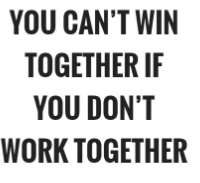 YOU CAN’T WIN
TOGETHER IF
YOU DON’T
WORK TOGETHER